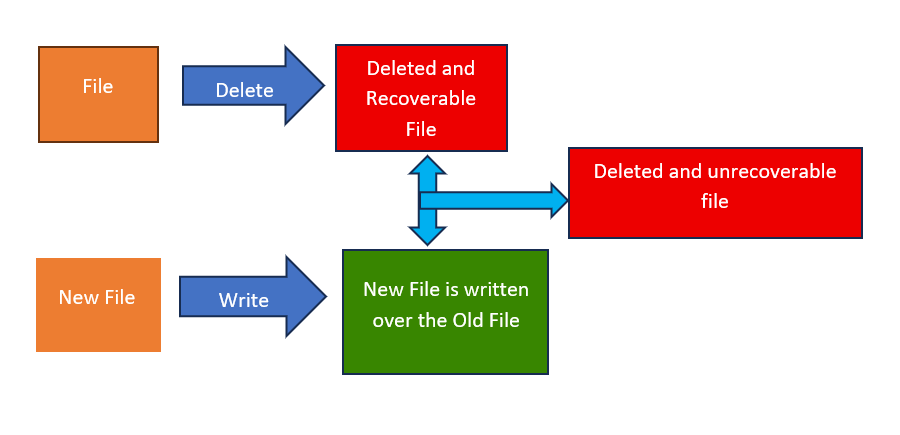 File
Delete
Deleted and
Recoverable
File
Deleted and unrecoverable
file
New File
Write
New File is written
over the Old File